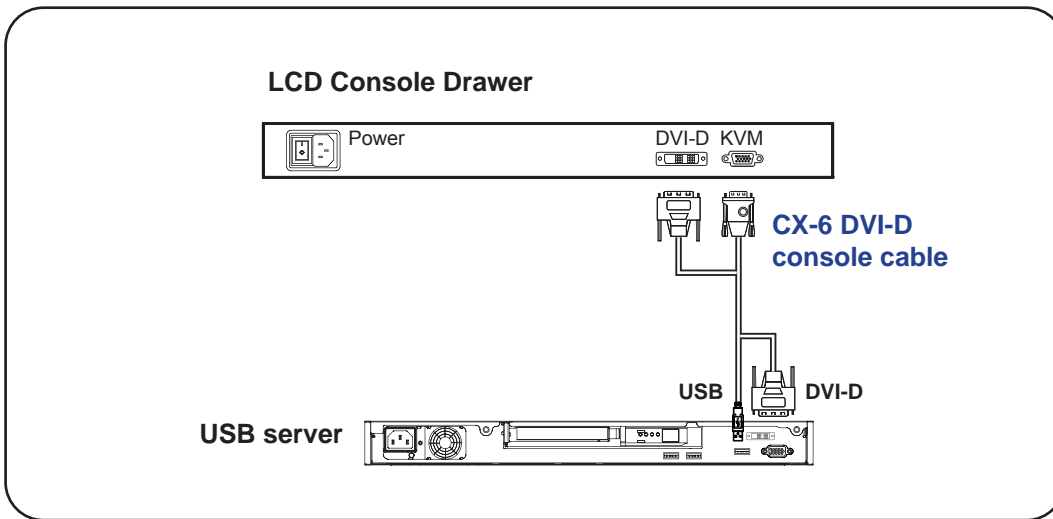 LCD Console Drawer
Power
DVI-D KVM
CX-6 DVI-D
console cable
USB
DVI-D
USB server